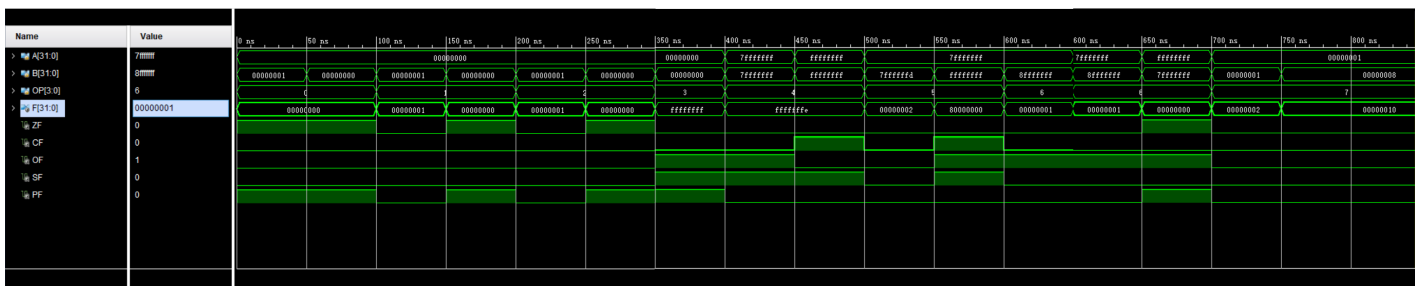 Name Value
0 ns 50 ns 100 ns 150 ns 200 ns 250 ns 350 ns 400 ns 450 ns 500 ns 550 ns 600 ns 600 ns 650 ns 700 ns 750 ns 800 ns
A[31:0] 7fffffff 00000000 00000000 7fffffff ffffffff 7fffffff 7fffffff ffffffff 00000001
B[31:0] 8fffffff 00000001 00000000 00000001 00000000 00000001 00000000 00000000 7fffffff ffffffff 7ffffffd ffffffff 8fffffff 8fffffff 7fffffff 00000001 00000008
OP[3:0] 6 0 1 2 3 4 5 6 6 7
F[31:0] 00000001 00000000 00000001 00000000 00000001 00000000 ffffffff fffffffe 00000002 80000000 00000001 00000001 00000000 00000002 00000010
ZF 0
CF 0
OF 1
SF 0
PF 0